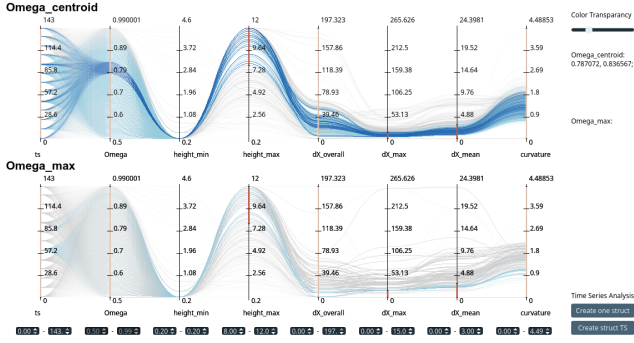 Omega_centroid
143 0.990001 4.6 12 197.323 265.626 24.3981 4.48853
114.4 0.89 3.72 9.64 157.86 212.5 19.52 3.59
85.8 0.79 2.84 7.28 118.39 159.38 14.64 2.69
57.2 0.7 1.96 4.92 78.93 106.25 9.76 1.8
28.6 0.6 1.08 2.56 39.46 53.13 4.88 0.9
0 0.5 0.2 0.2 0 0 0 0
ts Omega height_min height_max dX_overall dX_max dX_mean curvature
Omega_max
143 0.990001 4.6 12 197.323 265.626 24.3981 4.48853
114.4 0.89 3.72 9.64 157.86 212.5 19.52 3.59
85.8 0.79 2.84 7.28 118.39 159.38 14.64 2.69
57.2 0.7 1.96 4.92 78.93 106.25 9.76 1.8
28.6 0.6 1.08 2.56 39.46 53.13 4.88 0.9
0 0.5 0.2 0.2 0 0 0 0
ts Omega height_min height_max dX_overall dX_max dX_mean curvature
0.00 - 143. 0.50 - 0.99 0.20 - 0.20 8.00 - 12.0 0.00 - 197. 0.00 - 15.0 0.00 - 3.00 0.00 - 4.49
Color Transparancy
Omega_centroid:
0.787072, 0.836567;
Omega_max:
Time Series Analysis
Create one struct
Create struct TS